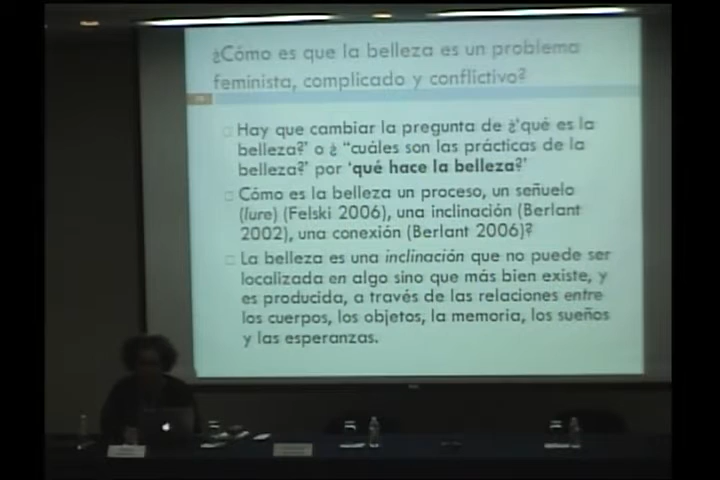 ¿Cómo es que la belleza es un problema
feminista, complicado y conflictivo?
Hay que cambiar la pregunta de ¿'qué es la
belleza?' o ¿ "cuáles son las prácticas de la
belleza?' por 'qué hace la belleza?'
Cómo es la belleza un proceso, un señuelo
(lure) (Felski 2006), una inclinación (Berlant
2002), una conexión (Berlant 2006)?
La belleza es una inclinación que no puede ser
localizada en algo sino que más bien existe, y
es producida, a través de las relaciones entre
los cuerpos, los objetos, la memoria, los sueños
y las esperanzas.